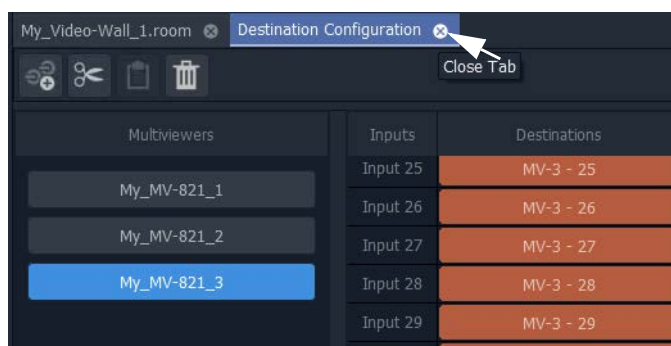 My_Video-Wall_1.room Destination Configuration
Close Tab
Multiviewers Inputs Destinations
Input 25 MV-3 - 25
My_MV-821_1
Input 26 MV-3 - 26
My_MV-821_2
Input 27 MV-3 - 27
My_MV-821_3
Input 28 MV-3 - 28
Input 29 MV-3 - 29